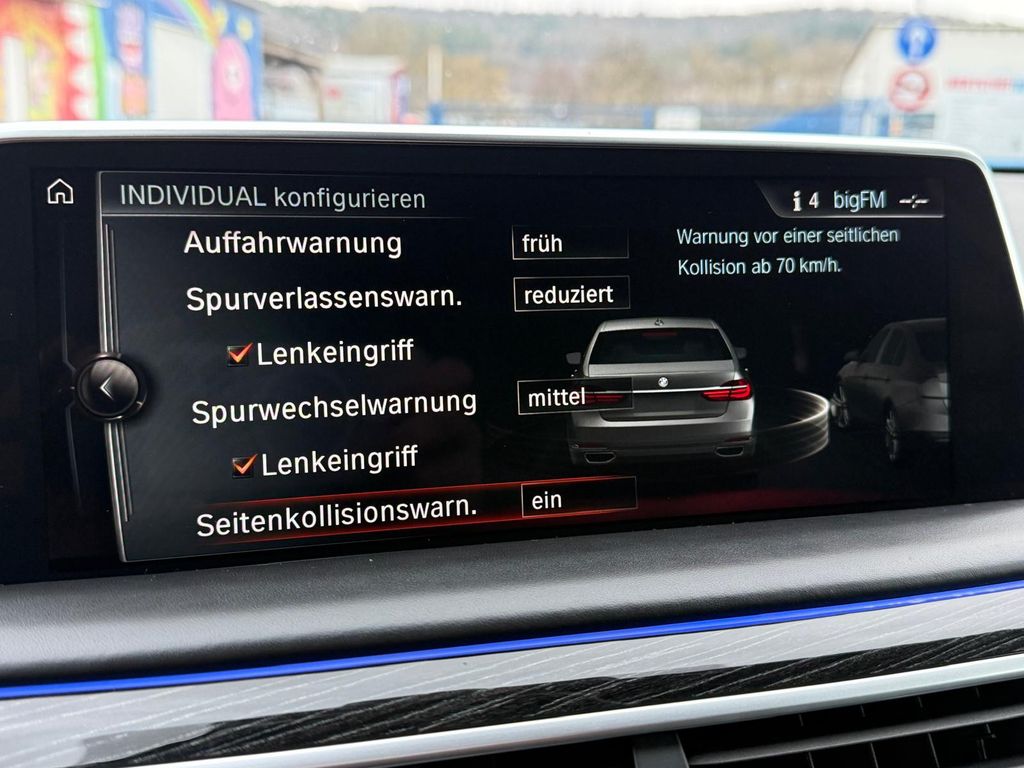 INDIVIDUAL konfigurieren
i 4 bigFM --:--
Auffahrwarnung früh
Spurverlassenswarn. reduziert
Lenkeingriff
Spurwechselwarnung mittel
Lenkeingriff
Seitenkollisionswarn. ein
Warnung vor einer seitlichen
Kollision ab 70 km/h.